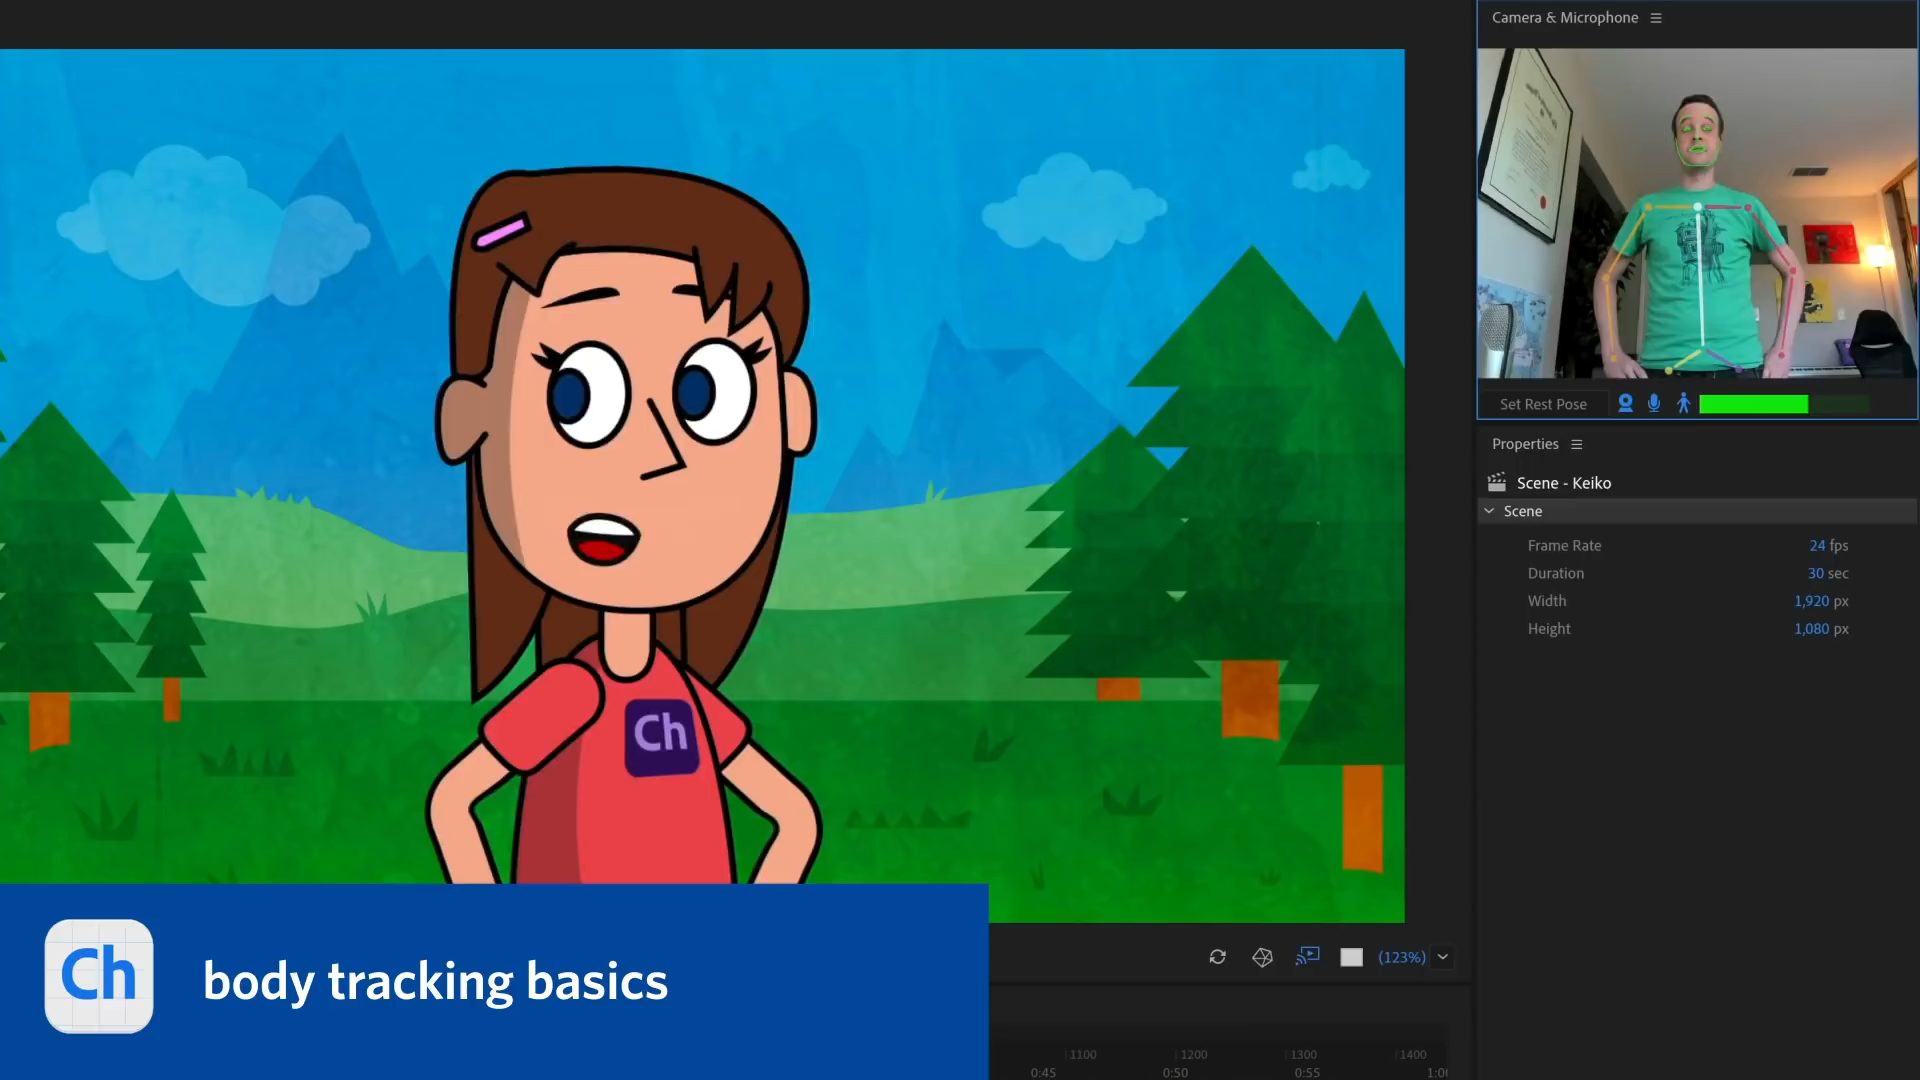 Camera & Microphone
Set Rest Pose
Properties
Scene - Keiko
Scene
Frame Rate 24 fps
Duration 30 sec
Width 1,920 px
Height 1,080 px
Ch
(123%)
Ch
body tracking basics
1100 1200 1300 1400
0:45 0:50 0:55